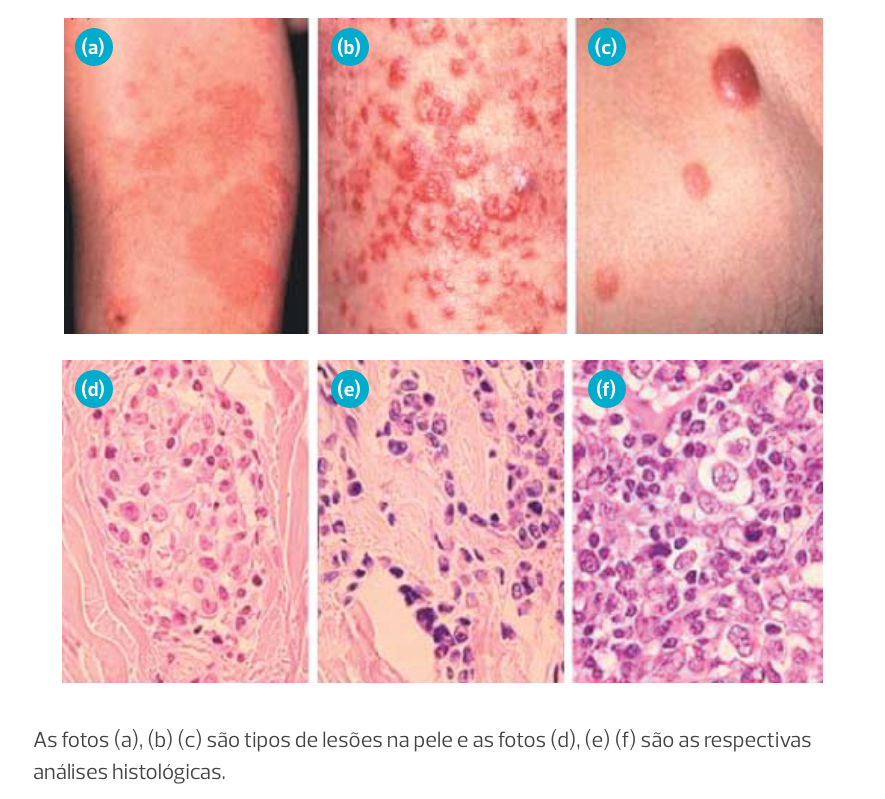 (a)
(b)
(c)
(d)
(e)
(f)
As fotos (a), (b) (c) são tipos de lesões na pele e as fotos (d), (e) (f) são as respectivas
análises histológicas.